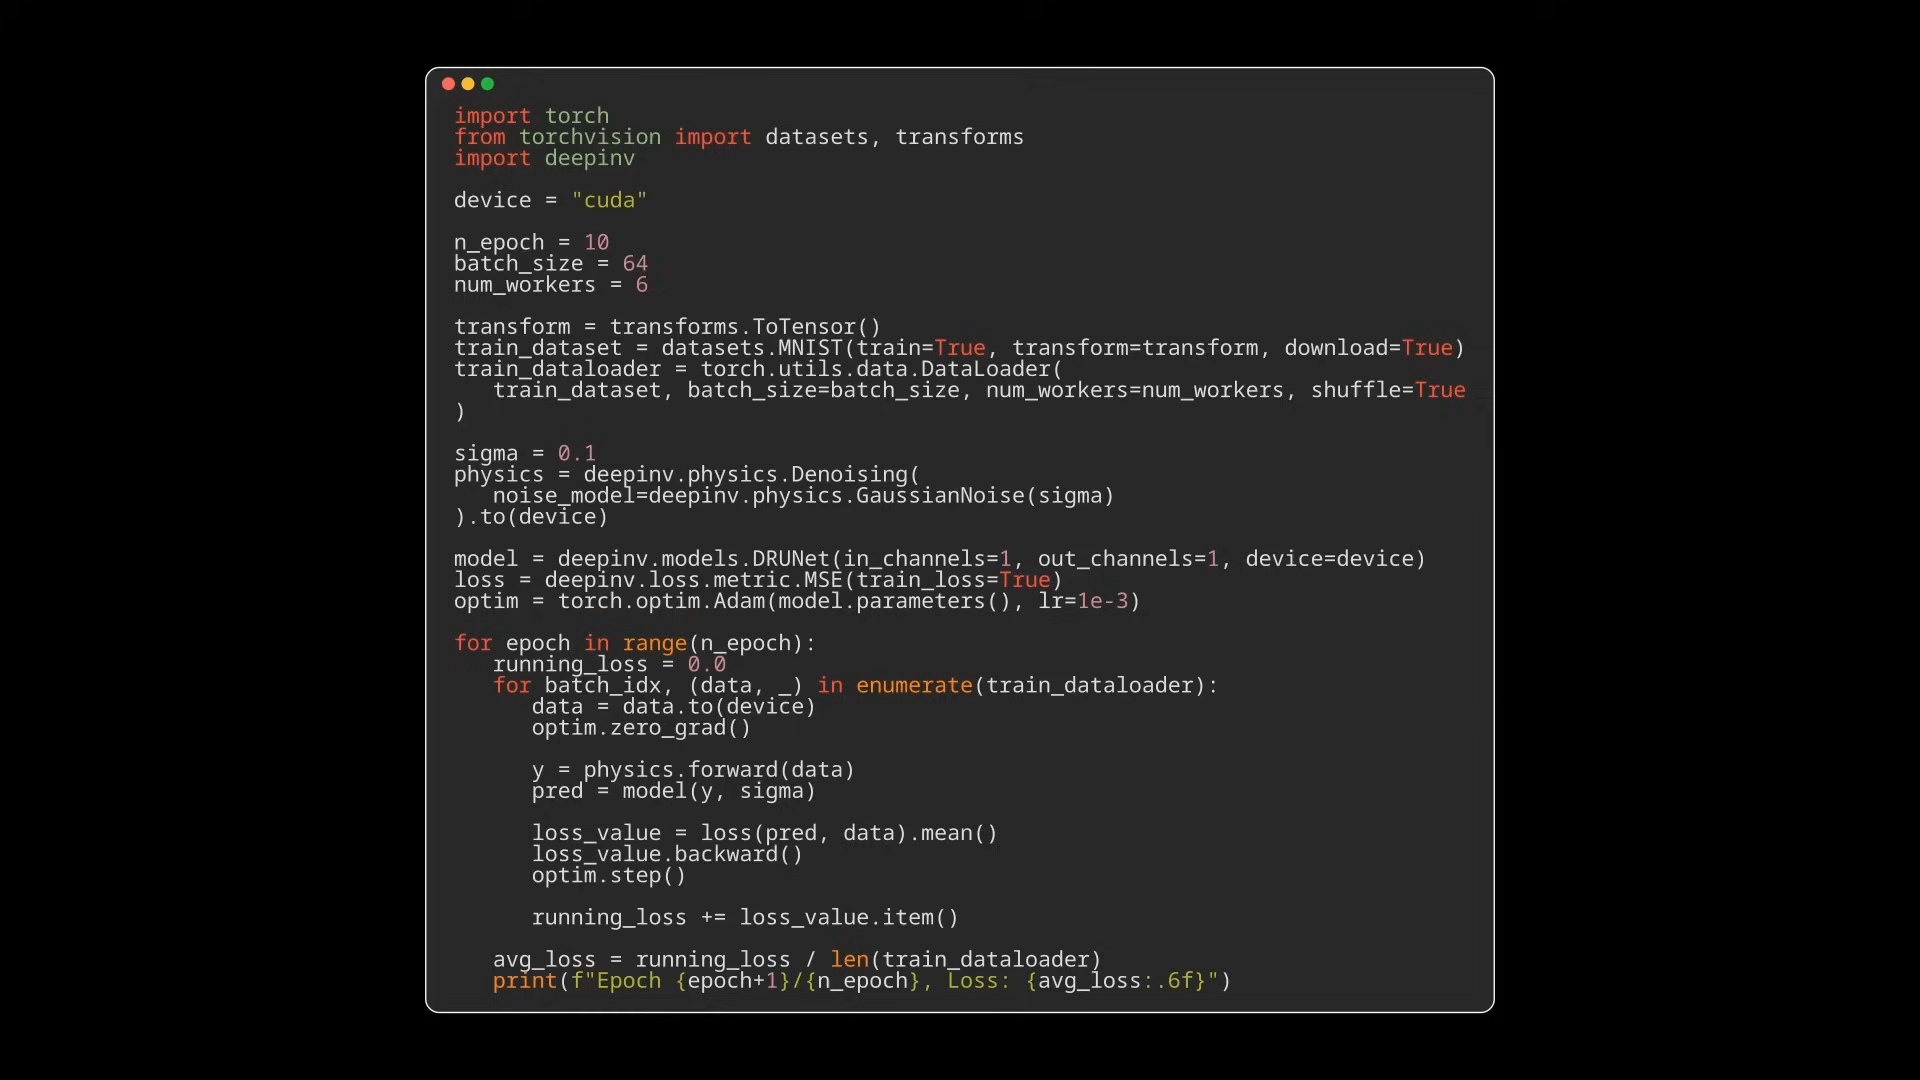 import torch
from torchvision import datasets, transforms
import deepinv

device = "cuda"

n_epoch = 10
batch_size = 64
num_workers = 6

transform = transforms.ToTensor()
train_dataset = datasets.MNIST(train=True, transform=transform, download=True)
train_dataloader = torch.utils.data.DataLoader(
   train_dataset, batch_size=batch_size, num_workers=num_workers, shuffle=True
)

sigma = 0.1
physics = deepinv.physics.Denoising(
   noise_model=deepinv.physics.GaussianNoise(sigma)
).to(device)

model = deepinv.models.DRUNet(in_channels=1, out_channels=1, device=device)
loss = deepinv.loss.metric.MSE(train_loss=True)
optim = torch.optim.Adam(model.parameters(), lr=1e-3)

for epoch in range(n_epoch):
   running_loss = 0.0
   for batch_idx, (data, _) in enumerate(train_dataloader):
      data = data.to(device)
      optim.zero_grad()

      y = physics.forward(data)
      pred = model(y, sigma)

      loss_value = loss(pred, data).mean()
      loss_value.backward()
      optim.step()

      running_loss += loss_value.item()

   avg_loss = running_loss / len(train_dataloader)
   print(f"Epoch {epoch+1}/{n_epoch}, Loss: {avg_loss:.6f}")